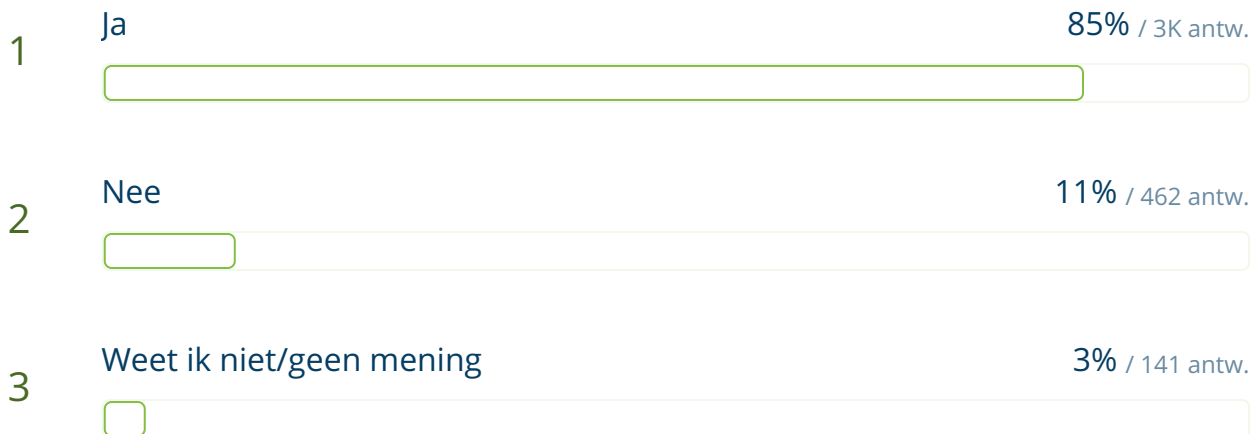 1
Ja
85% / 3K antw.
2
Nee
11% / 462 antw.
3
Weet ik niet/geen mening
3% / 141 antw.